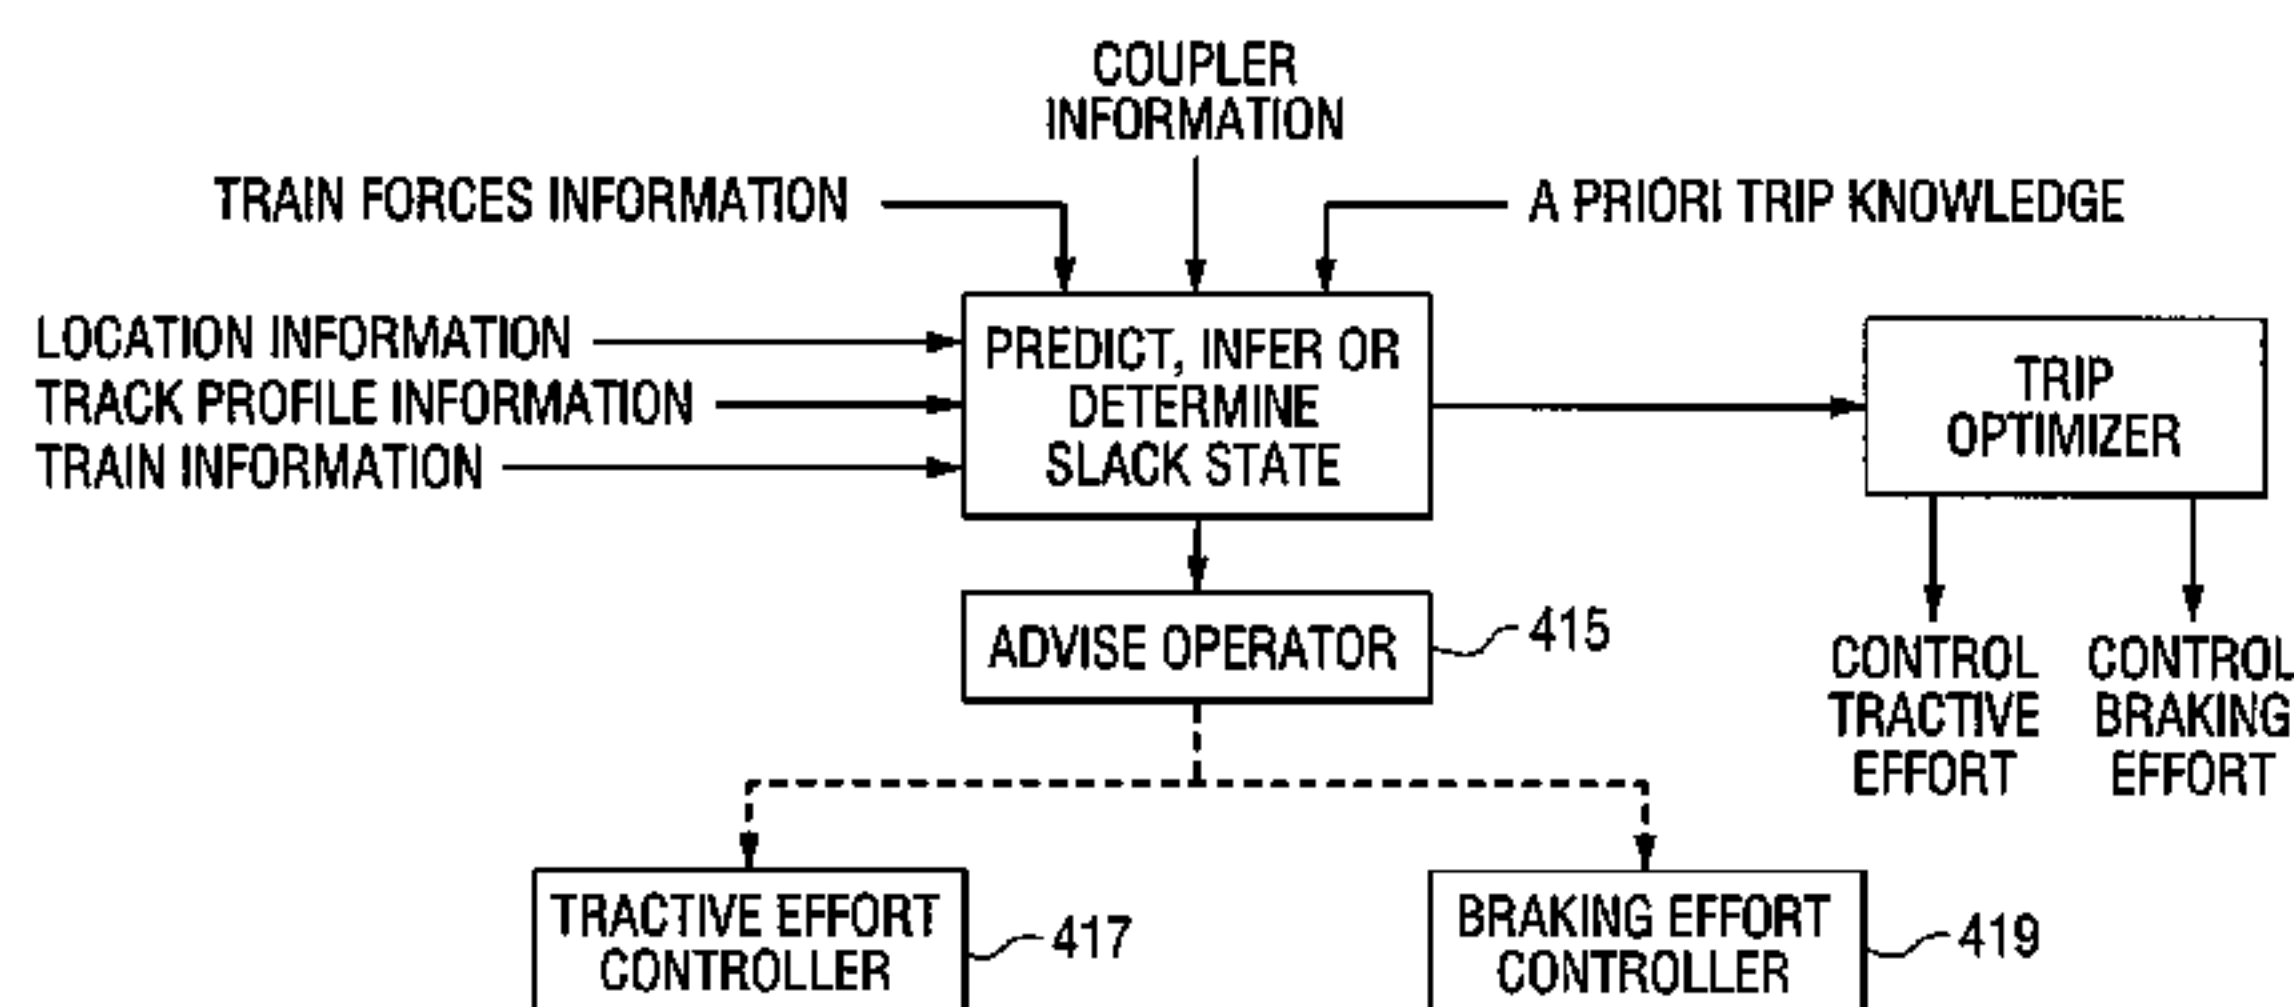 COUPLER
INFORMATION
TRAIN FORCES INFORMATION
A PRIORI TRIP KNOWLEDGE
LOCATION INFORMATION
TRACK PROFILE INFORMATION
TRAIN INFORMATION
PREDICT, INFER OR
DETERMINE
SLACK STATE
TRIP
OPTIMIZER
ADVISE OPERATOR
415
CONTROL
TRACTIVE
EFFORT
CONTROL
BRAKING
EFFORT
TRACTIVE EFFORT
CONTROLLER
417
BRAKING EFFORT
CONTROLLER
419